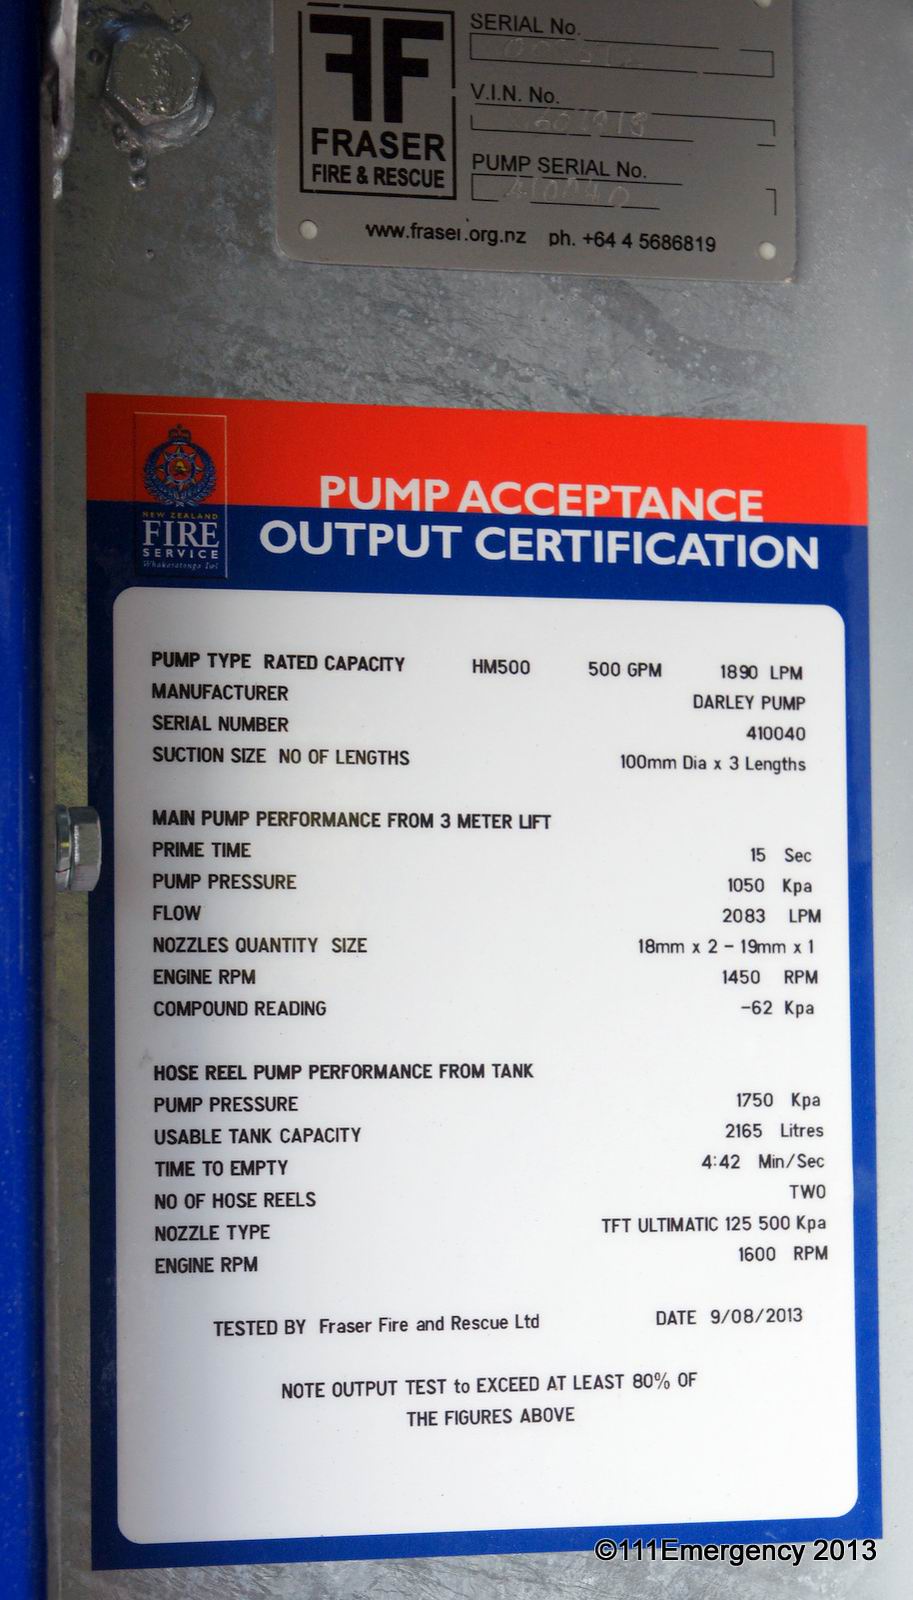 FF
SERIAL No.
V.I.N. No.
FRASER
FIRE & RESCUE
PUMP SERIAL No.
410040
www.fraser.org.nz ph. +64 4 5686819
NEW ZEALAND
FIRE
SERVICE
Whakaratonga Iwi
PUMP ACCEPTANCE
OUTPUT CERTIFICATION
PUMP TYPE RATED CAPACITY HM500 500 GPM 1890 LPM
MANUFACTURER DARLEY PUMP
SERIAL NUMBER 410040
SUCTION SIZE NO OF LENGTHS 100mm Dia x 3 Lengths
MAIN PUMP PERFORMANCE FROM 3 METER LIFT
PRIME TIME 15 Sec
PUMP PRESSURE 1050 Kpa
FLOW 2083 LPM
NOZZLES QUANTITY SIZE 18mm x 2 - 19mm x 1
ENGINE RPM 1450 RPM
COMPOUND READING -62 Kpa
HOSE REEL PUMP PERFORMANCE FROM TANK
PUMP PRESSURE 1750 Kpa
USABLE TANK CAPACITY 2165 Litres
TIME TO EMPTY 4:42 Min/Sec
NO OF HOSE REELS TWO
NOZZLE TYPE TFT ULTIMATIC 125 500 Kpa
ENGINE RPM 1600 RPM
TESTED BY Fraser Fire and Rescue Ltd DATE 9/08/2013
NOTE OUTPUT TEST to EXCEED AT LEAST 80% OF
THE FIGURES ABOVE
©111Emergency 2013